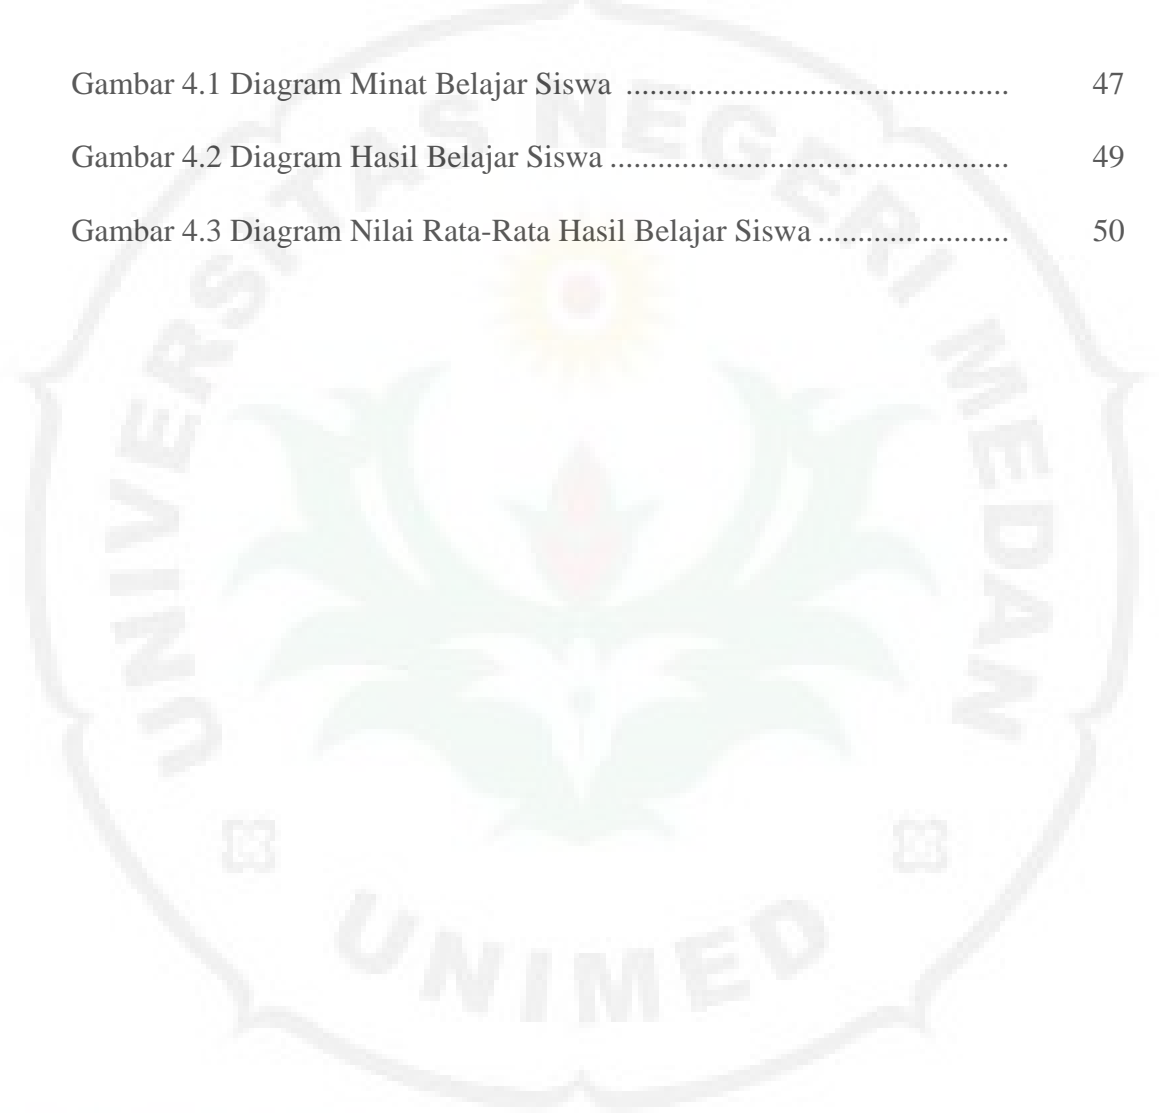 Gambar 4.1 Diagram Minat Belajar Siswa ................................................ 47
Gambar 4.2 Diagram Hasil Belajar Siswa .................................................. 49
Gambar 4.3 Diagram Nilai Rata-Rata Hasil Belajar Siswa ........................ 50
UNIVERSITAS NEGERI MEDAN
UNIMED